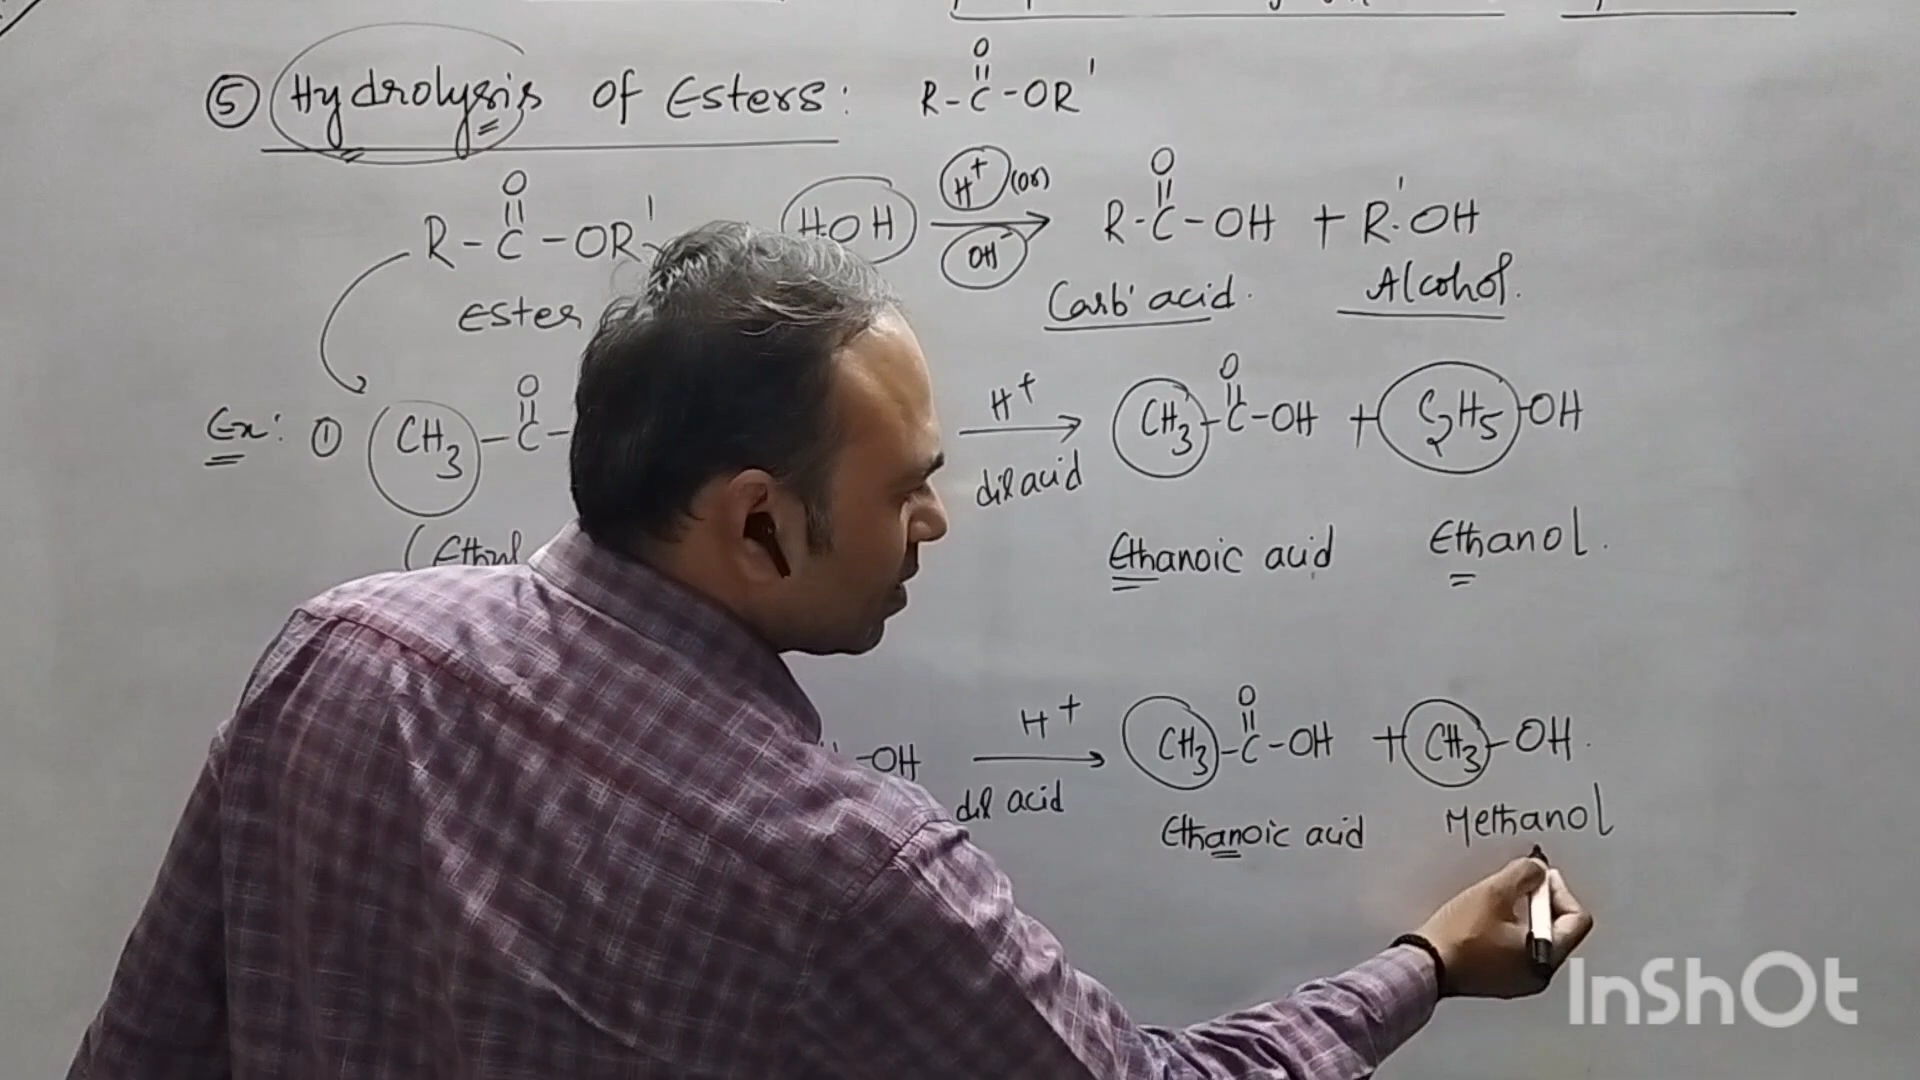 ⑤ Hydrolysis of Esters: R-C-OR'
O
R-C-OR' HOH H⁺ (or) OH⁻ → R-C-OH + R'OH
O O
Ester Carb' acid. Alcohol.
Ex: ① CH₃-C- H⁺ → CH₃-C-OH + C₂H₅-OH
O dil acid O
(Ethyl Ethanoic acid Ethanol.
-OH H⁺ → CH₃-C-OH + CH₃-OH.
dil acid O
Ethanoic acid Methanol
InShOt